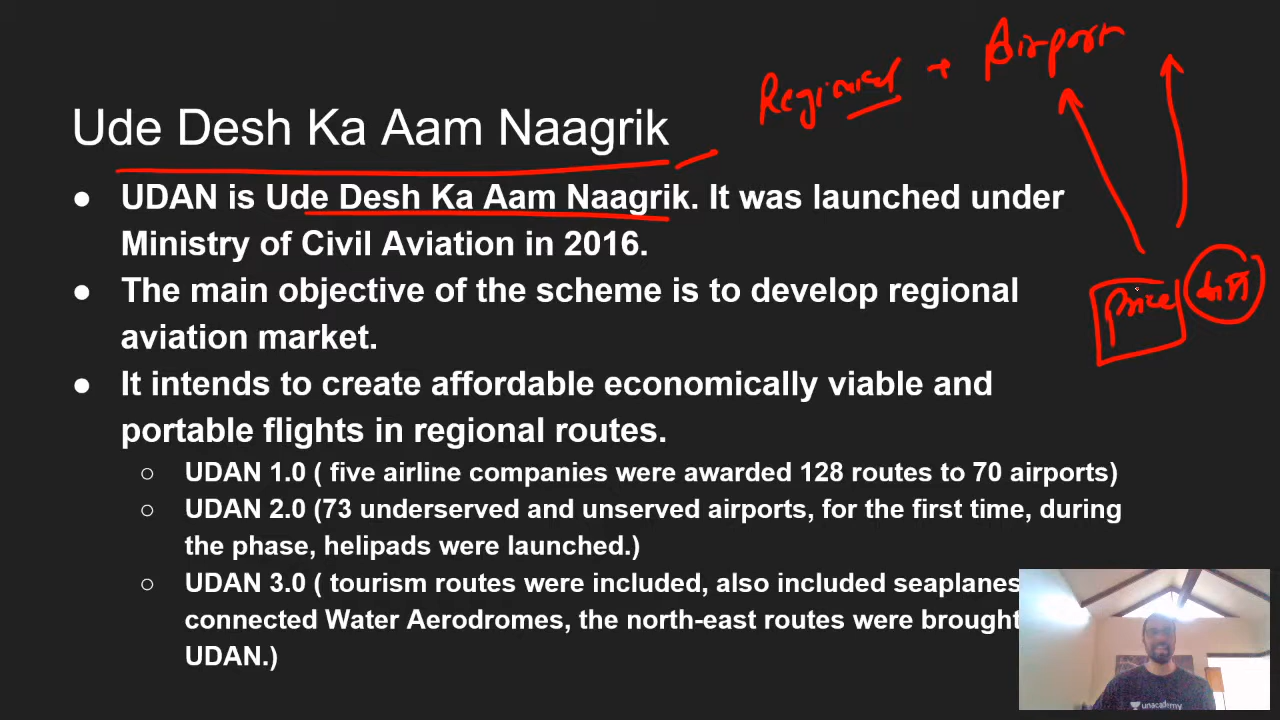 Regional + Airport
Ude Desh Ka Aam Naagrik
● UDAN is Ude Desh Ka Aam Naagrik. It was launched under
Ministry of Civil Aviation in 2016.
● The main objective of the scheme is to develop regional
aviation market.
Price
● It intends to create affordable economically viable and
portable flights in regional routes.
○ UDAN 1.0 ( five airline companies were awarded 128 routes to 70 airports)
○ UDAN 2.0 (73 underserved and unserved airports, for the first time, during
the phase, helipads were launched.)
○ UDAN 3.0 ( tourism routes were included, also included seaplanes
connected Water Aerodromes, the north-east routes were brought
UDAN.)
unacademy